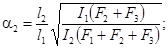 α₂ = l₂/l₁ √(I₁(F₂ + F₃) / I₂(F₁ + F₂ + F₃));